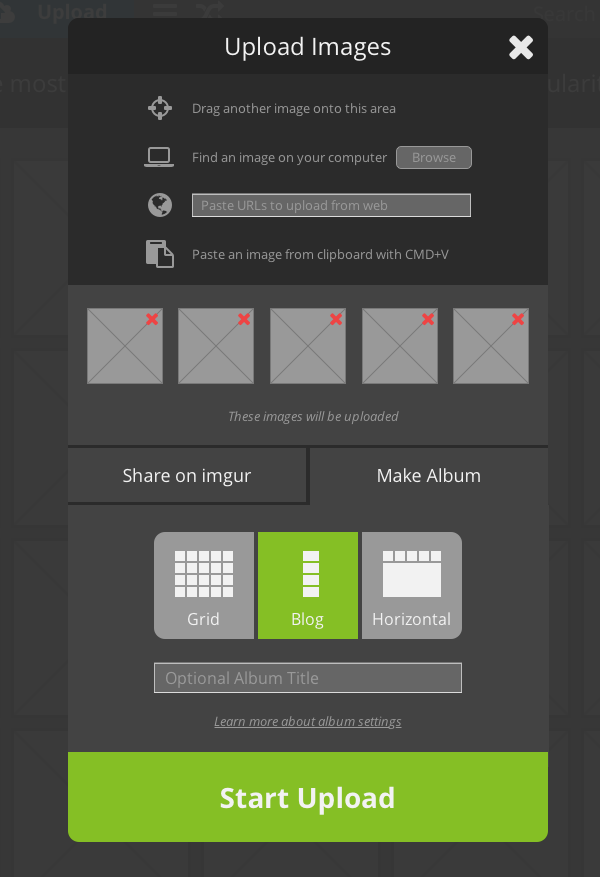 Upload
Search
Upload Images
e most
ularit
Drag another image onto this area
Find an image on your computer Browse
Paste URLs to upload from web
Paste an image from clipboard with CMD+V
These images will be uploaded
Share on imgur Make Album
Grid Blog Horizontal
Optional Album Title
Learn more about album settings
Start Upload